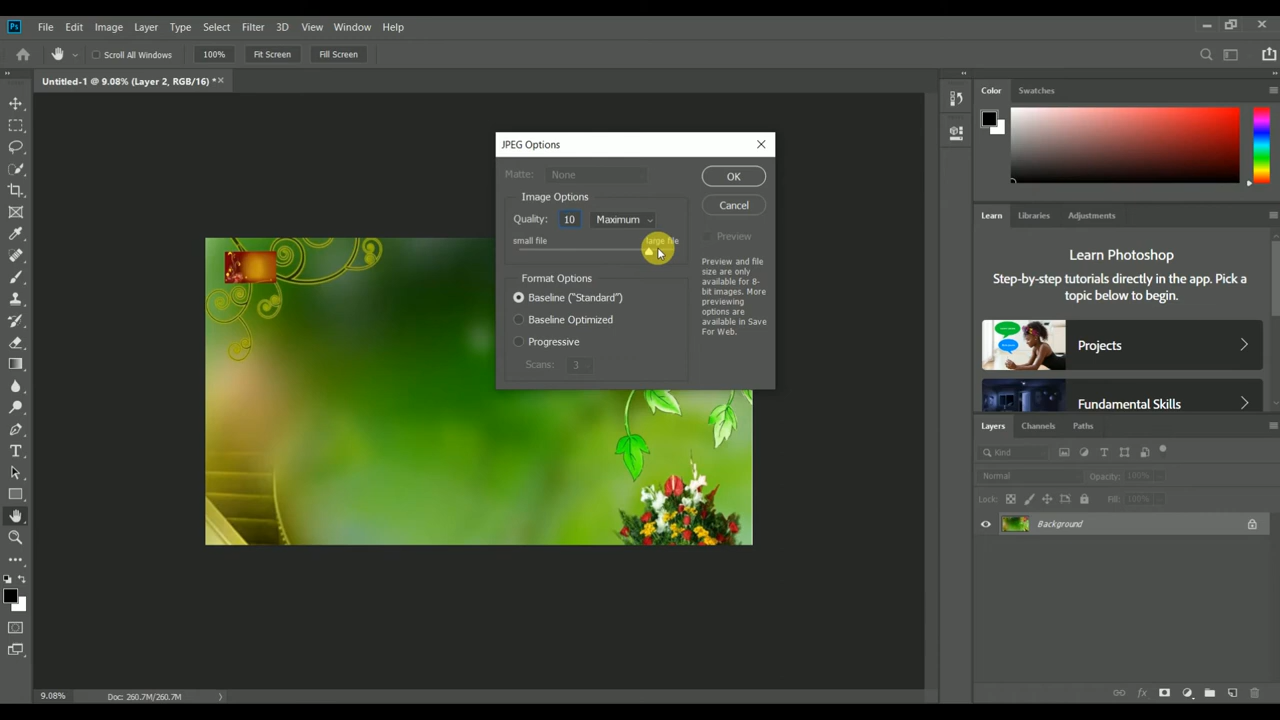 Ps File Edit Image Layer Type Select Filter 3D View Window Help
Scroll All Windows 100% Fit Screen Fill Screen
Untitled-1 @ 9.08% (Layer 2, RGB/16) *
JPEG Options
Matte: None
OK
Image Options
Quality: 10 Maximum
Cancel
small file large file
Preview
Preview and file
size are only
available for 8-
bit images. More
previewing
options are
available in Save
For Web.
Format Options
Baseline ("Standard")
Baseline Optimized
Progressive
Scans: 3
Color Swatches
Learn Libraries Adjustments
Learn Photoshop
Step-by-step tutorials directly in the app. Pick a
topic below to begin.
Projects
Fundamental Skills
Layers Channels Paths
Kind
Normal Opacity: 100%
Lock: Fill: 100%
Background
9.08% Doc: 260.7M/260.7M